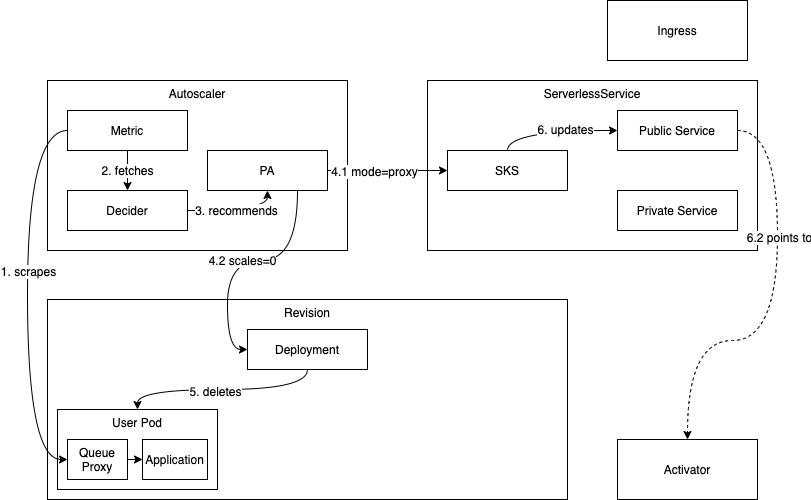 Ingress
Autoscaler
ServerlessService
Metric
6. updates
Public Service
2. fetches
PA
4.1 mode=proxy
SKS
Decider
3. recommends
Private Service
6.2 points to
4.2 scales=0
1. scrapes
Revision
Deployment
5. deletes
User Pod
Queue
Proxy
Application
Activator